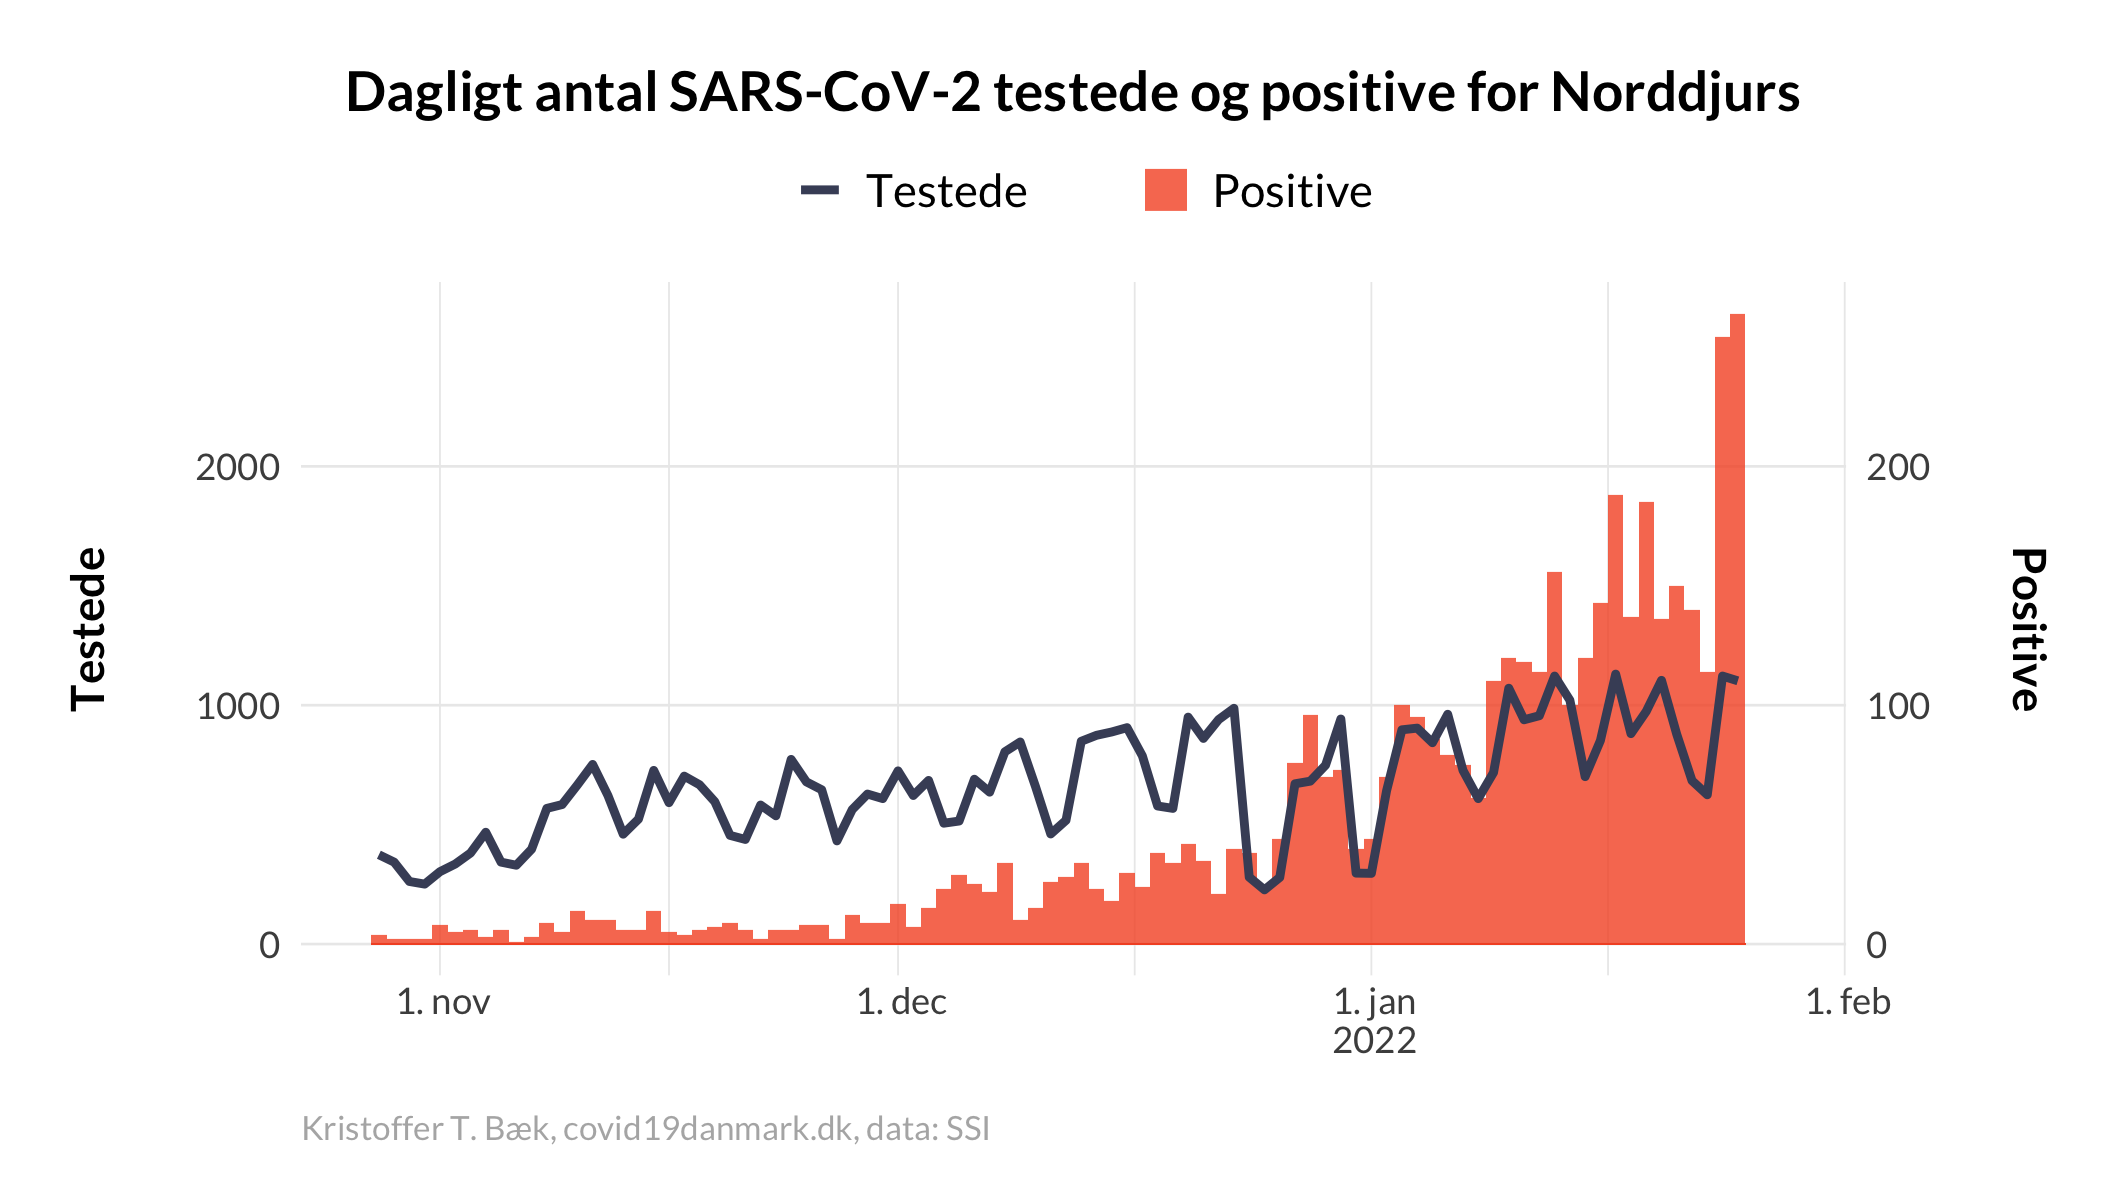 Dagligt antal SARS-CoV-2 testede og positive for Norddjurs
Testede
Positive
Testede
2000
1000
0
200
100
0
Positive
1. nov
1. dec
1. jan
2022
1. feb
Kristoffer T. Bæk, covid19danmark.dk, data: SSI